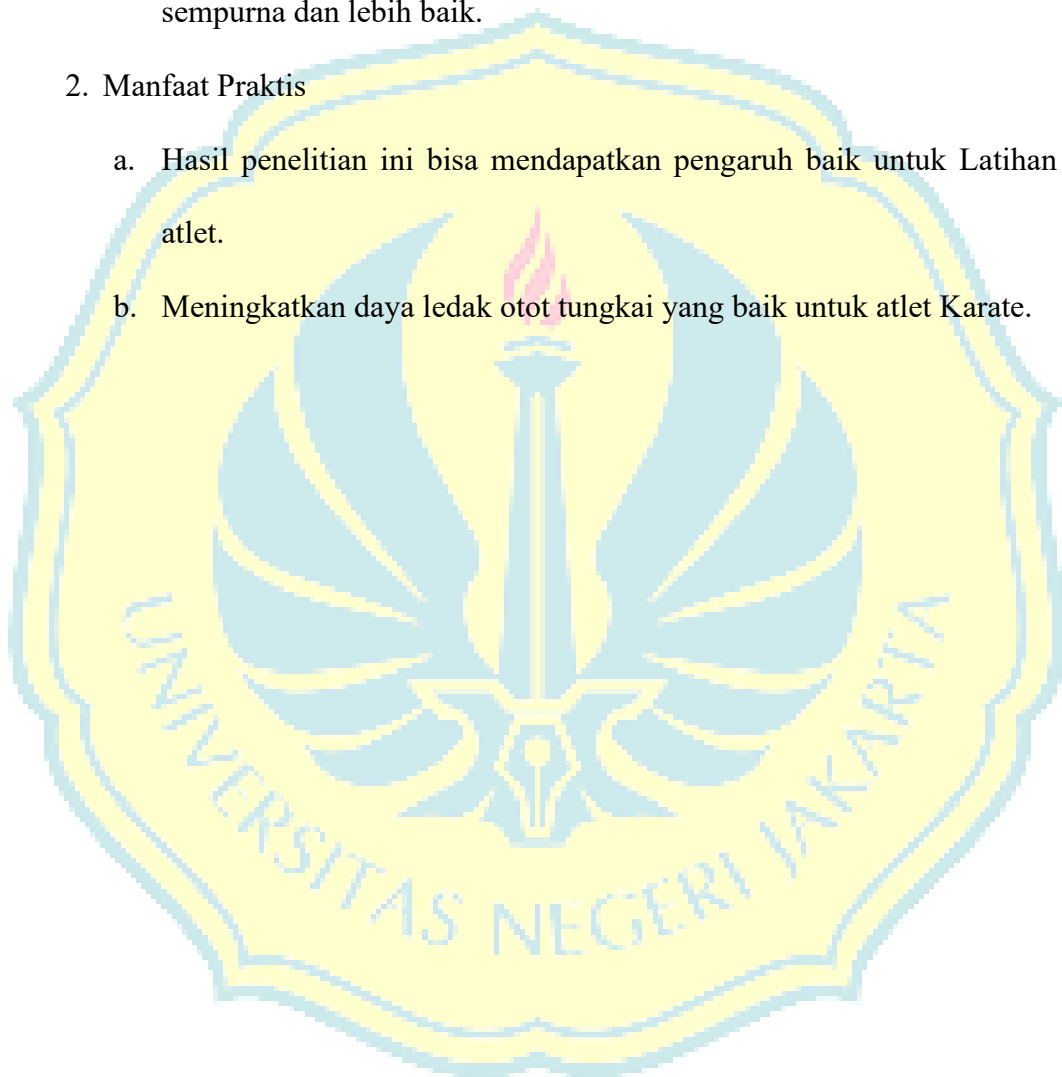 sempurna dan lebih baik.
2. Manfaat Praktis
a. Hasil penelitian ini bisa mendapatkan pengaruh baik untuk Latihan
atlet.
b. Meningkatkan daya ledak otot tungkai yang baik untuk atlet Karate.
UNIVERSITAS NEGERI JAKARTA